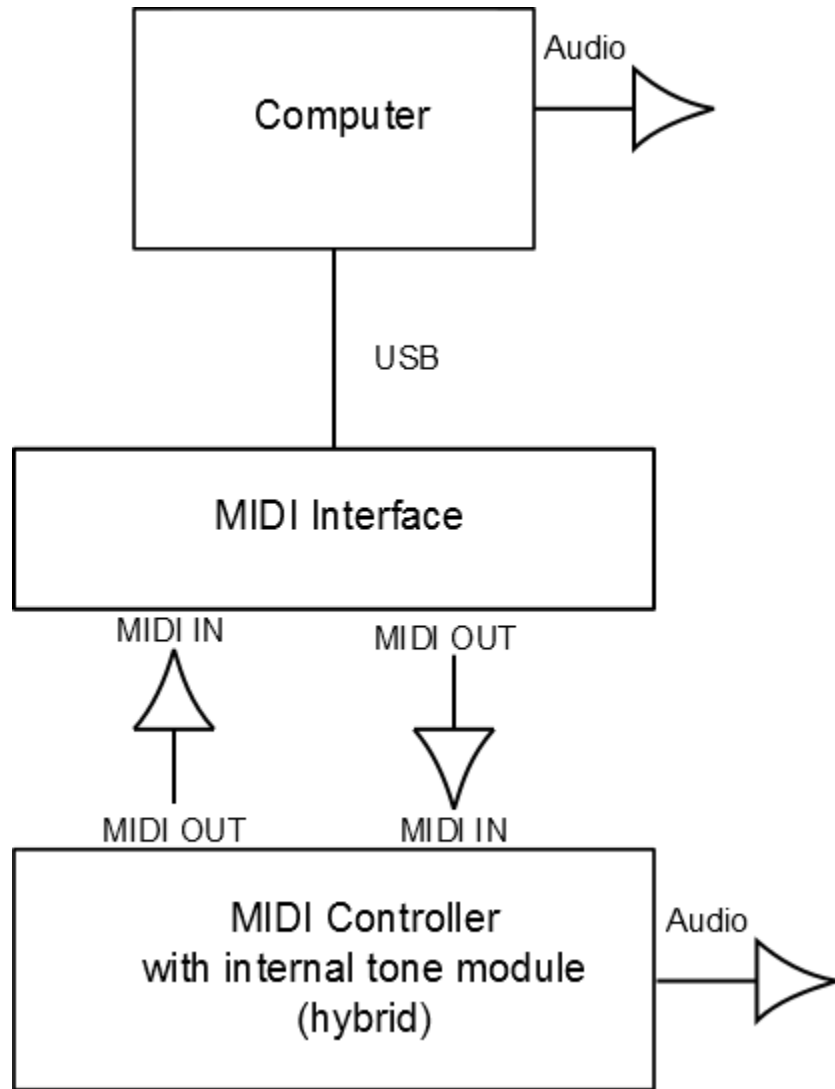 Audio
Computer
USB
MIDI Interface
MIDI IN
MIDI OUT
MIDI OUT
MIDI IN
MIDI Controller
with internal tone module
(hybrid)
Audio